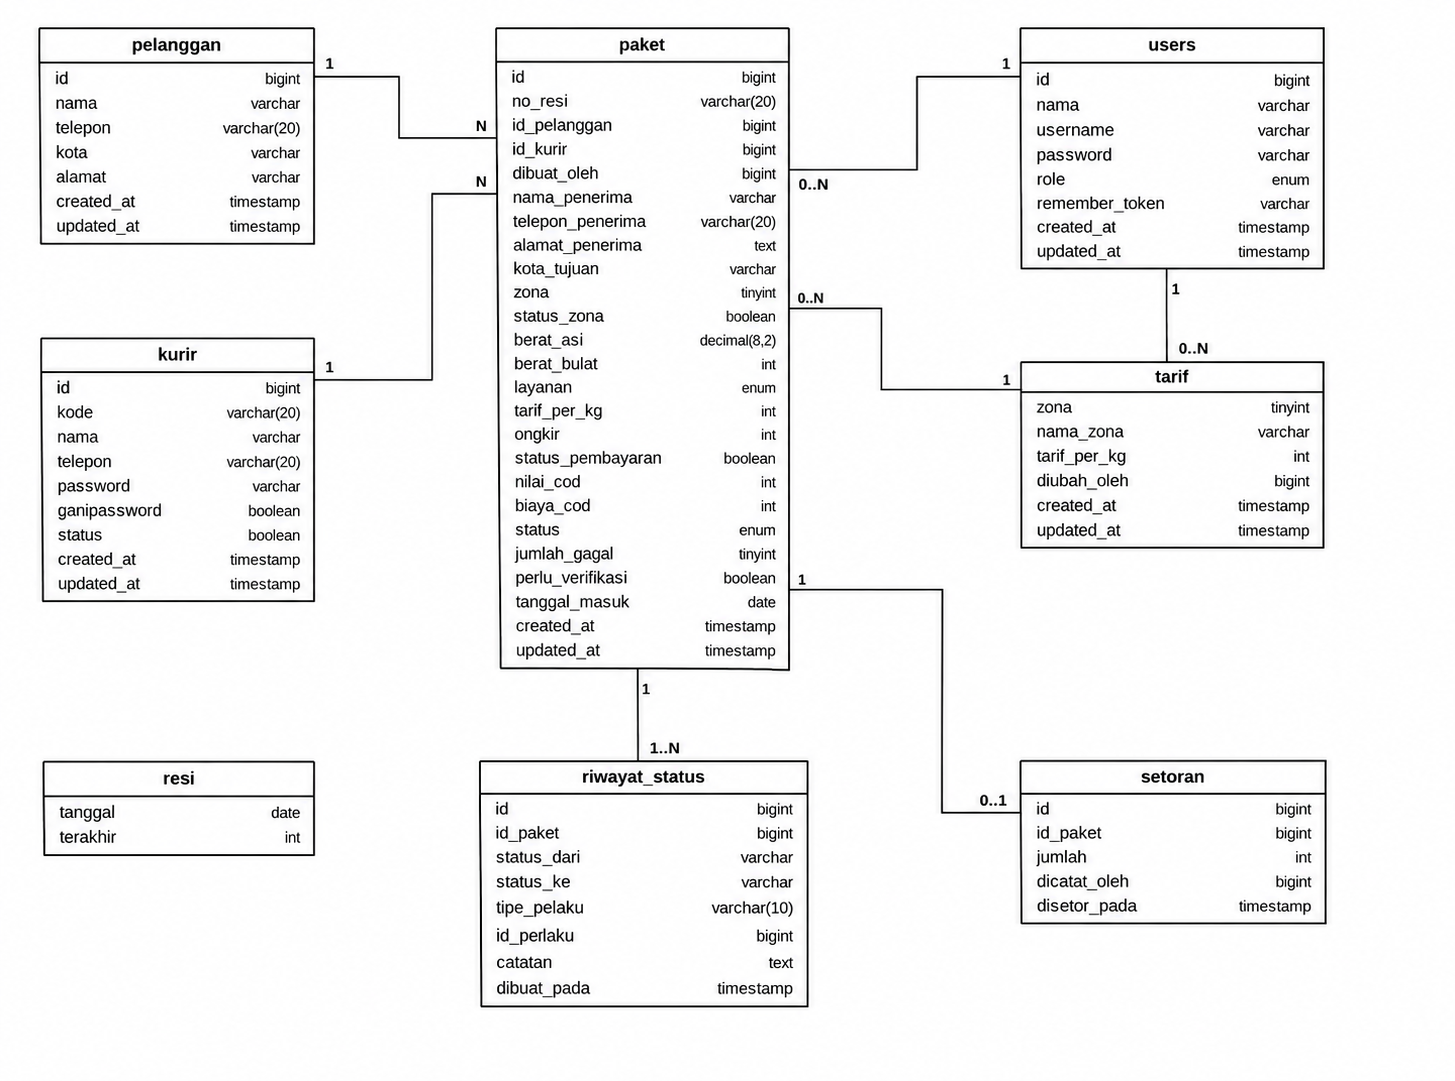 pelanggan
id bigint
nama varchar
telepon varchar(20)
kota varchar
alamat varchar
created_at timestamp
updated_at timestamp
1
N
kurir
id bigint
kode varchar(20)
nama varchar
telepon varchar(20)
password varchar
ganipassword boolean
status boolean
created_at timestamp
updated_at timestamp
1
N
resi
tanggal date
terakhir int
paket
id bigint
no_resi varchar(20)
id_pelanggan bigint
id_kurir bigint
dibuat_oleh bigint
nama_penerima varchar
telepon_penerima varchar(20)
alamat_penerima text
kota_tujuan varchar
zona tinyint
status_zona boolean
berat_asi decimal(8,2)
berat_bulat int
layanan enum
tarif_per_kg int
ongkir int
status_pembayaran boolean
nilai_cod int
biaya_cod int
status enum
jumlah_gagal tinyint
perlu_verifikasi boolean
tanggal_masuk date
created_at timestamp
updated_at timestamp
1
1..N
riwayat_status
id bigint
id_paket bigint
status_dari varchar
status_ke varchar
tipe_pelaku varchar(10)
id_perlaku bigint
catatan text
dibuat_pada timestamp
1
0..N
users
id bigint
nama varchar
username varchar
password varchar
role enum
remember_token varchar
created_at timestamp
updated_at timestamp
1
0..N
0..N
1
tarif
zona tinyint
nama_zona varchar
tarif_per_kg int
diubah_oleh bigint
created_at timestamp
updated_at timestamp
1
0..1
setoran
id bigint
id_paket bigint
jumlah int
dicatat_oleh bigint
disetor_pada timestamp